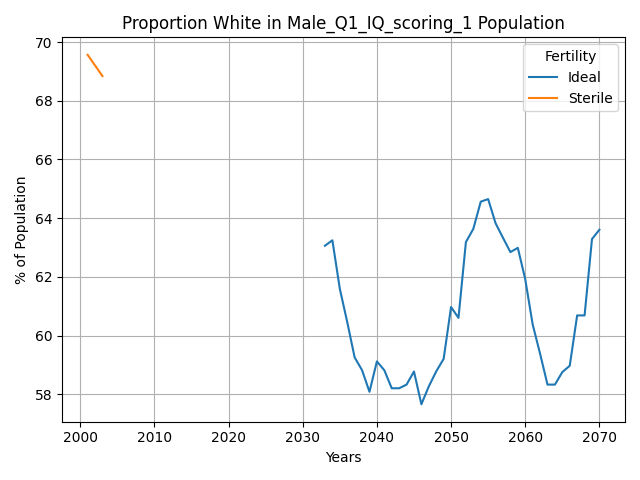 Proportion White in Male_Q1_IQ_scoring_1 Population
70
68
66
64
62
60
58
% of Population
Fertility
Ideal
Sterile
2000 2010 2020 2030 2040 2050 2060 2070
Years